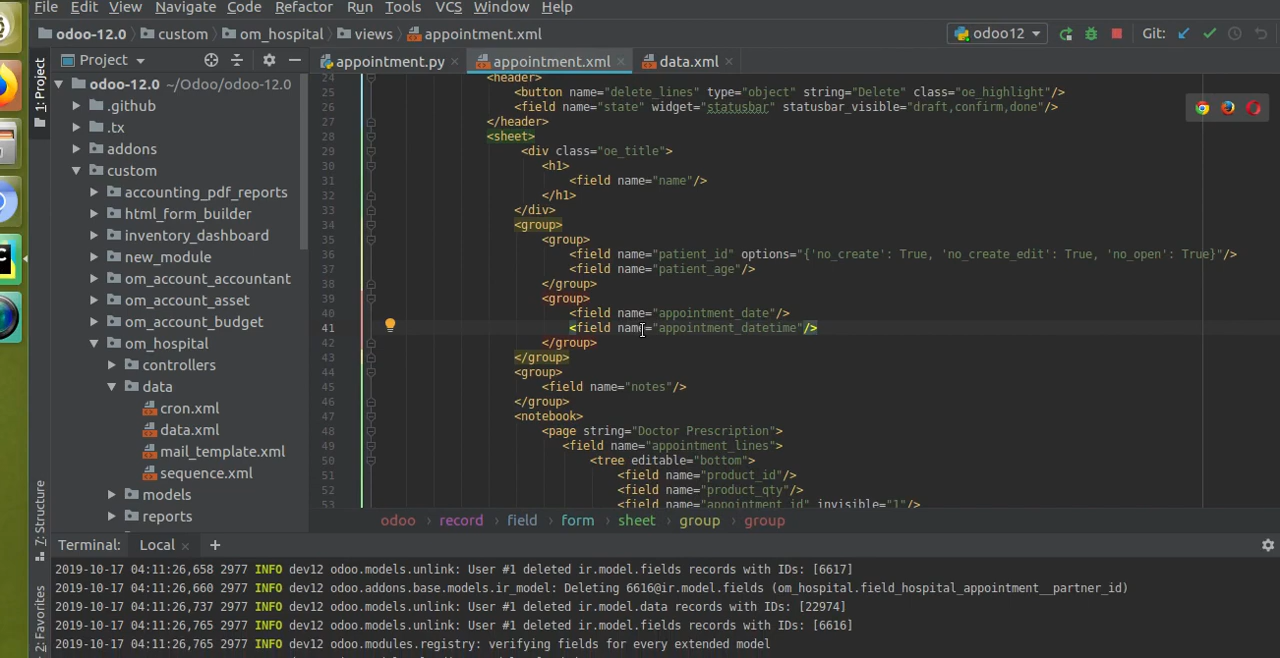 File Edit View Navigate Code Refactor Run Tools VCS Window Help
odoo-12.0 custom om_hospital views appointment.xml odoo12 Git:
1: Project
Project
appointment.py appointment.xml data.xml
odoo-12.0 ~/Odoo/odoo-12.0
.github
.tx
addons
custom
accounting_pdf_reports
html_form_builder
inventory_dashboard
new_module
om_account_accountant
om_account_asset
om_account_budget
om_hospital
controllers
data
cron.xml
data.xml
mail_template.xml
sequence.xml
models
reports
24 <header>
25 <button name="delete_lines" type="object" string="Delete" class="oe_highlight"/>
26 <field name="state" widget="statusbar" statusbar_visible="draft,confirm,done"/>
27 </header>
28 <sheet>
29 <div class="oe_title">
30 <h1>
31 <field name="name"/>
32 </h1>
33 </div>
34 <group>
35 <group>
36 <field name="patient_id" options="{'no_create': True, 'no_create_edit': True, 'no_open': True}"/>
37 <field name="patient_age"/>
38 </group>
39 <group>
40 <field name="appointment_date"/>
41 <field name="appointment_datetime"/>
42 </group>
43 </group>
44 <group>
45 <field name="notes"/>
46 </group>
47 <notebook>
48 <page string="Doctor Prescription">
49 <field name="appointment_lines">
50 <tree editable="bottom">
51 <field name="product_id"/>
52 <field name="product_qty"/>
53 <field name="appointment_id" invisible="1"/>
odoo record field form sheet group group
7: Structure
2: Favorites
Terminal: Local +
2019-10-17 04:11:26,658 2977 INFO dev12 odoo.models.unlink: User #1 deleted ir.model.fields records with IDs: [6617]
2019-10-17 04:11:26,660 2977 INFO dev12 odoo.addons.base.models.ir_model: Deleting 6616@ir.model.fields (om_hospital.field_hospital_appointment__partner_id)
2019-10-17 04:11:26,737 2977 INFO dev12 odoo.models.unlink: User #1 deleted ir.model.data records with IDs: [22974]
2019-10-17 04:11:26,765 2977 INFO dev12 odoo.models.unlink: User #1 deleted ir.model.fields records with IDs: [6616]
2019-10-17 04:11:26,765 2977 INFO dev12 odoo.modules.registry: verifying fields for every extended model